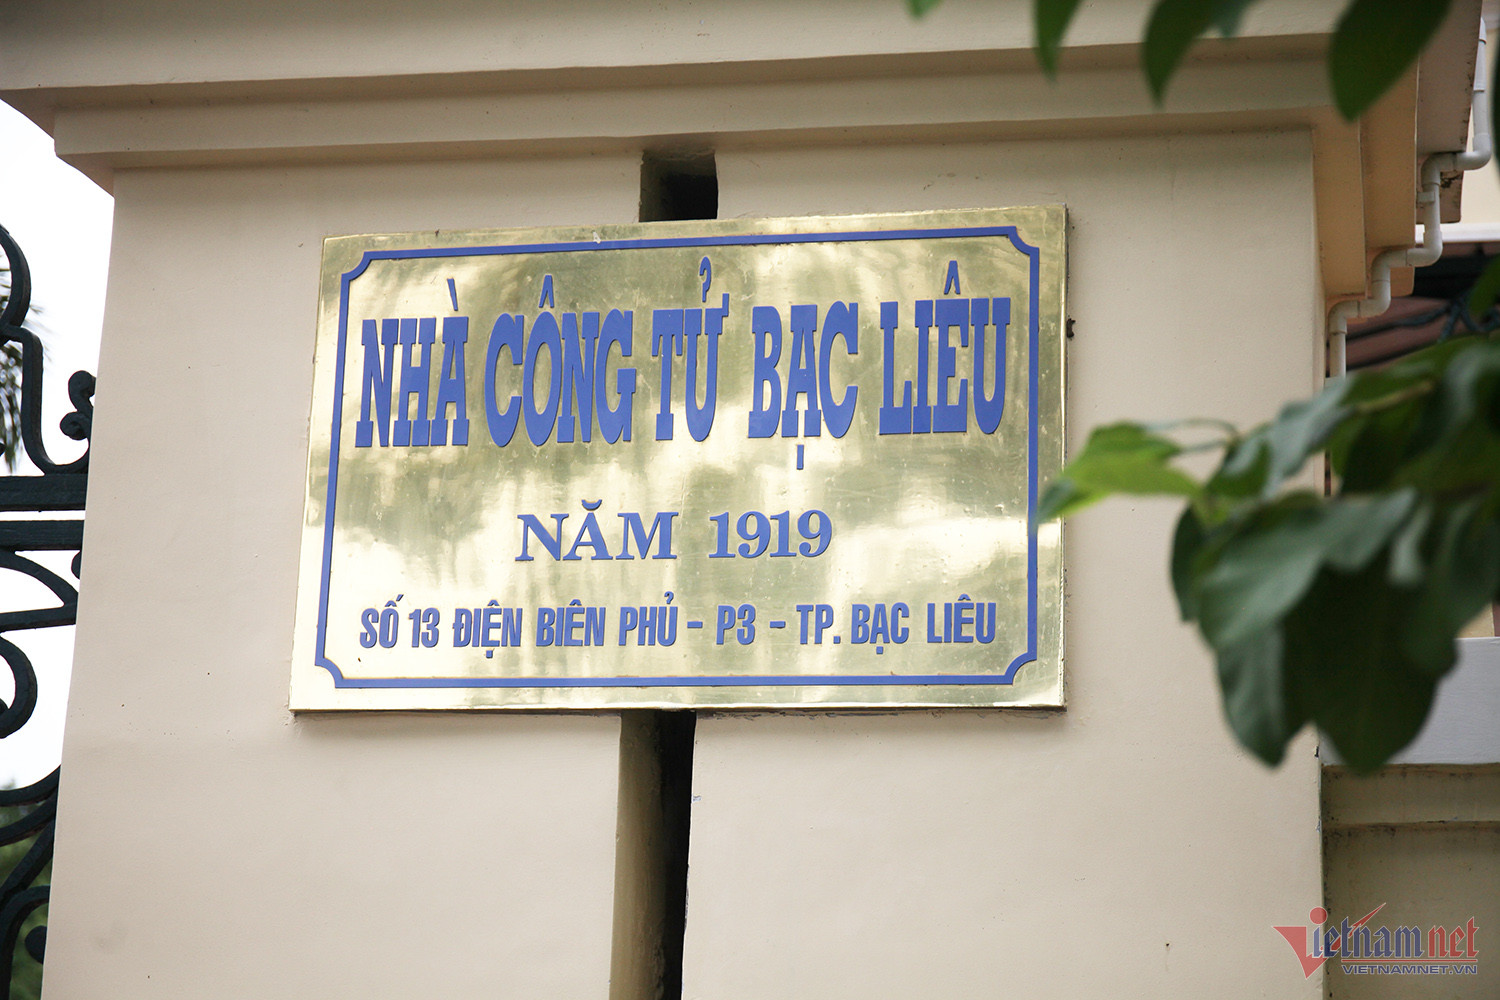 NHÀ CÔNG TỬ BẠC LIÊU
NĂM 1919
SỐ 13 ĐIỆN BIÊN PHỦ - P3 - TP. BẠC LIÊU
Vietnamnet
VIETNAMNET.VN